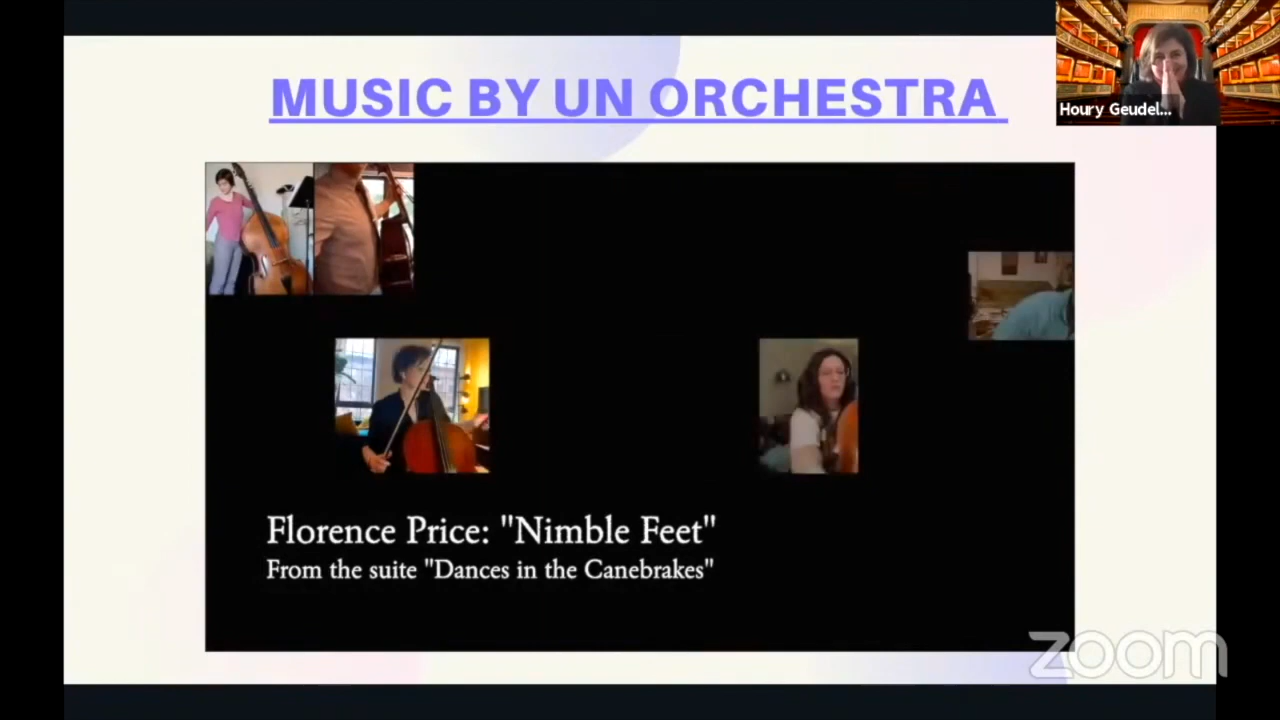 MUSIC BY UN ORCHESTRA
Houry Geudel...
Florence Price: "Nimble Feet"
From the suite "Dances in the Canebrakes"
zoom